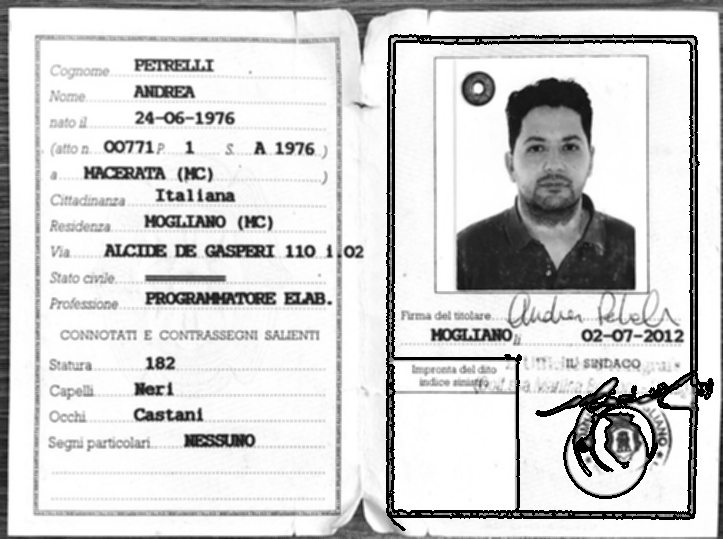 Cognome PETRELLI
Nome ANDREA
nato il 24-06-1976
(atto n. 00771 P. 1 S. A 1976)
a MACERATA (MC) )
Cittadinanza Italiana
Residenza MOGLIANO (MC)
Via ALCIDE DE GASPERI 110 i.02
Stato civile
Professione PROGRAMMATORE ELAB.
CONNOTATI E CONTRASSEGNI SALIENTI
Statura 182
Capelli Neri
Occhi Castani
Segni particolari NESSUNO
Firma del titolare Andrea Petrelli
MOGLIANO li 02-07-2012
Impronta del dito
indice sinistro
IL SINDACO